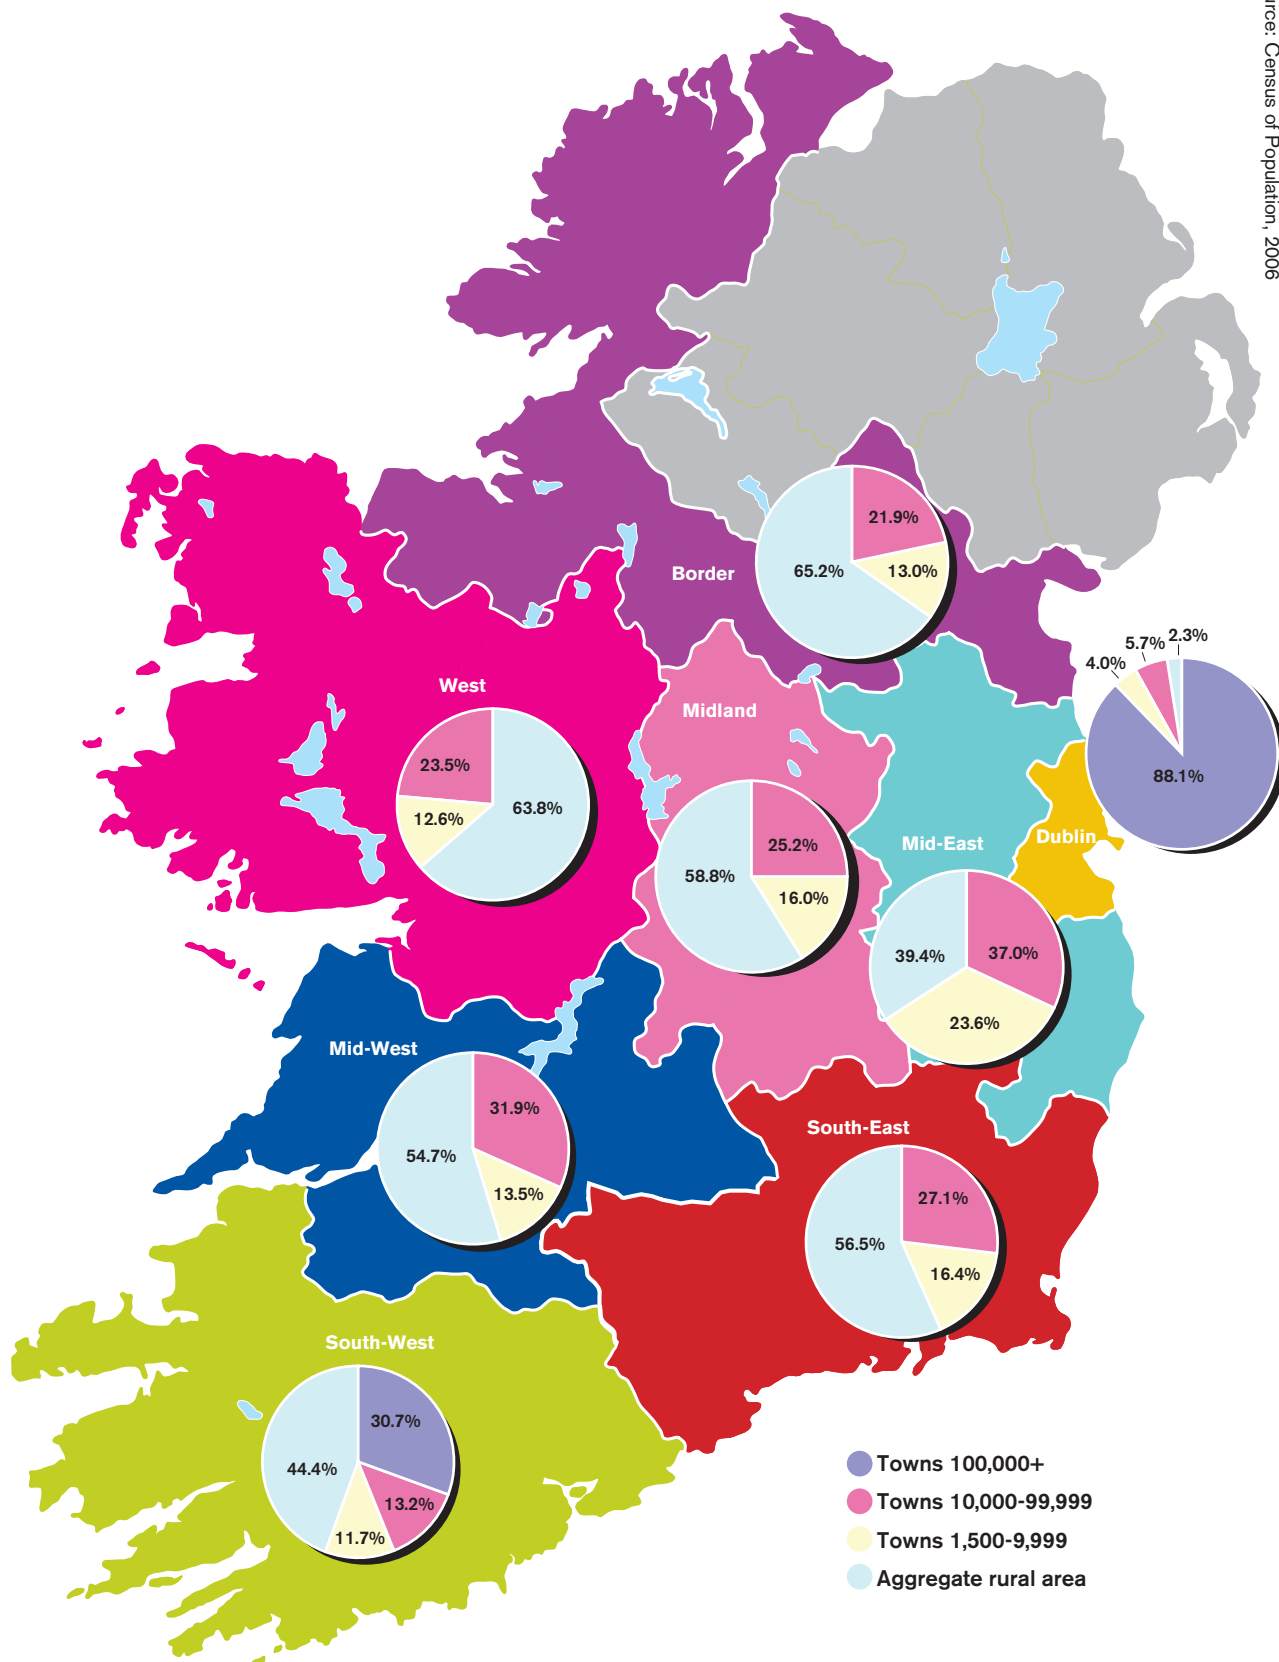 urce: Census of Population, 2006
21.9%
65.2%
13.0%
Border
5.7%
2.3%
4.0%
88.1%
West
23.5%
63.8%
12.6%
Midland
25.2%
58.8%
16.0%
Mid-East
Dublin
39.4%
37.0%
23.6%
Mid-West
31.9%
54.7%
13.5%
South-East
27.1%
56.5%
16.4%
South-West
30.7%
44.4%
13.2%
11.7%
Towns 100,000+
Towns 10,000-99,999
Towns 1,500-9,999
Aggregate rural area